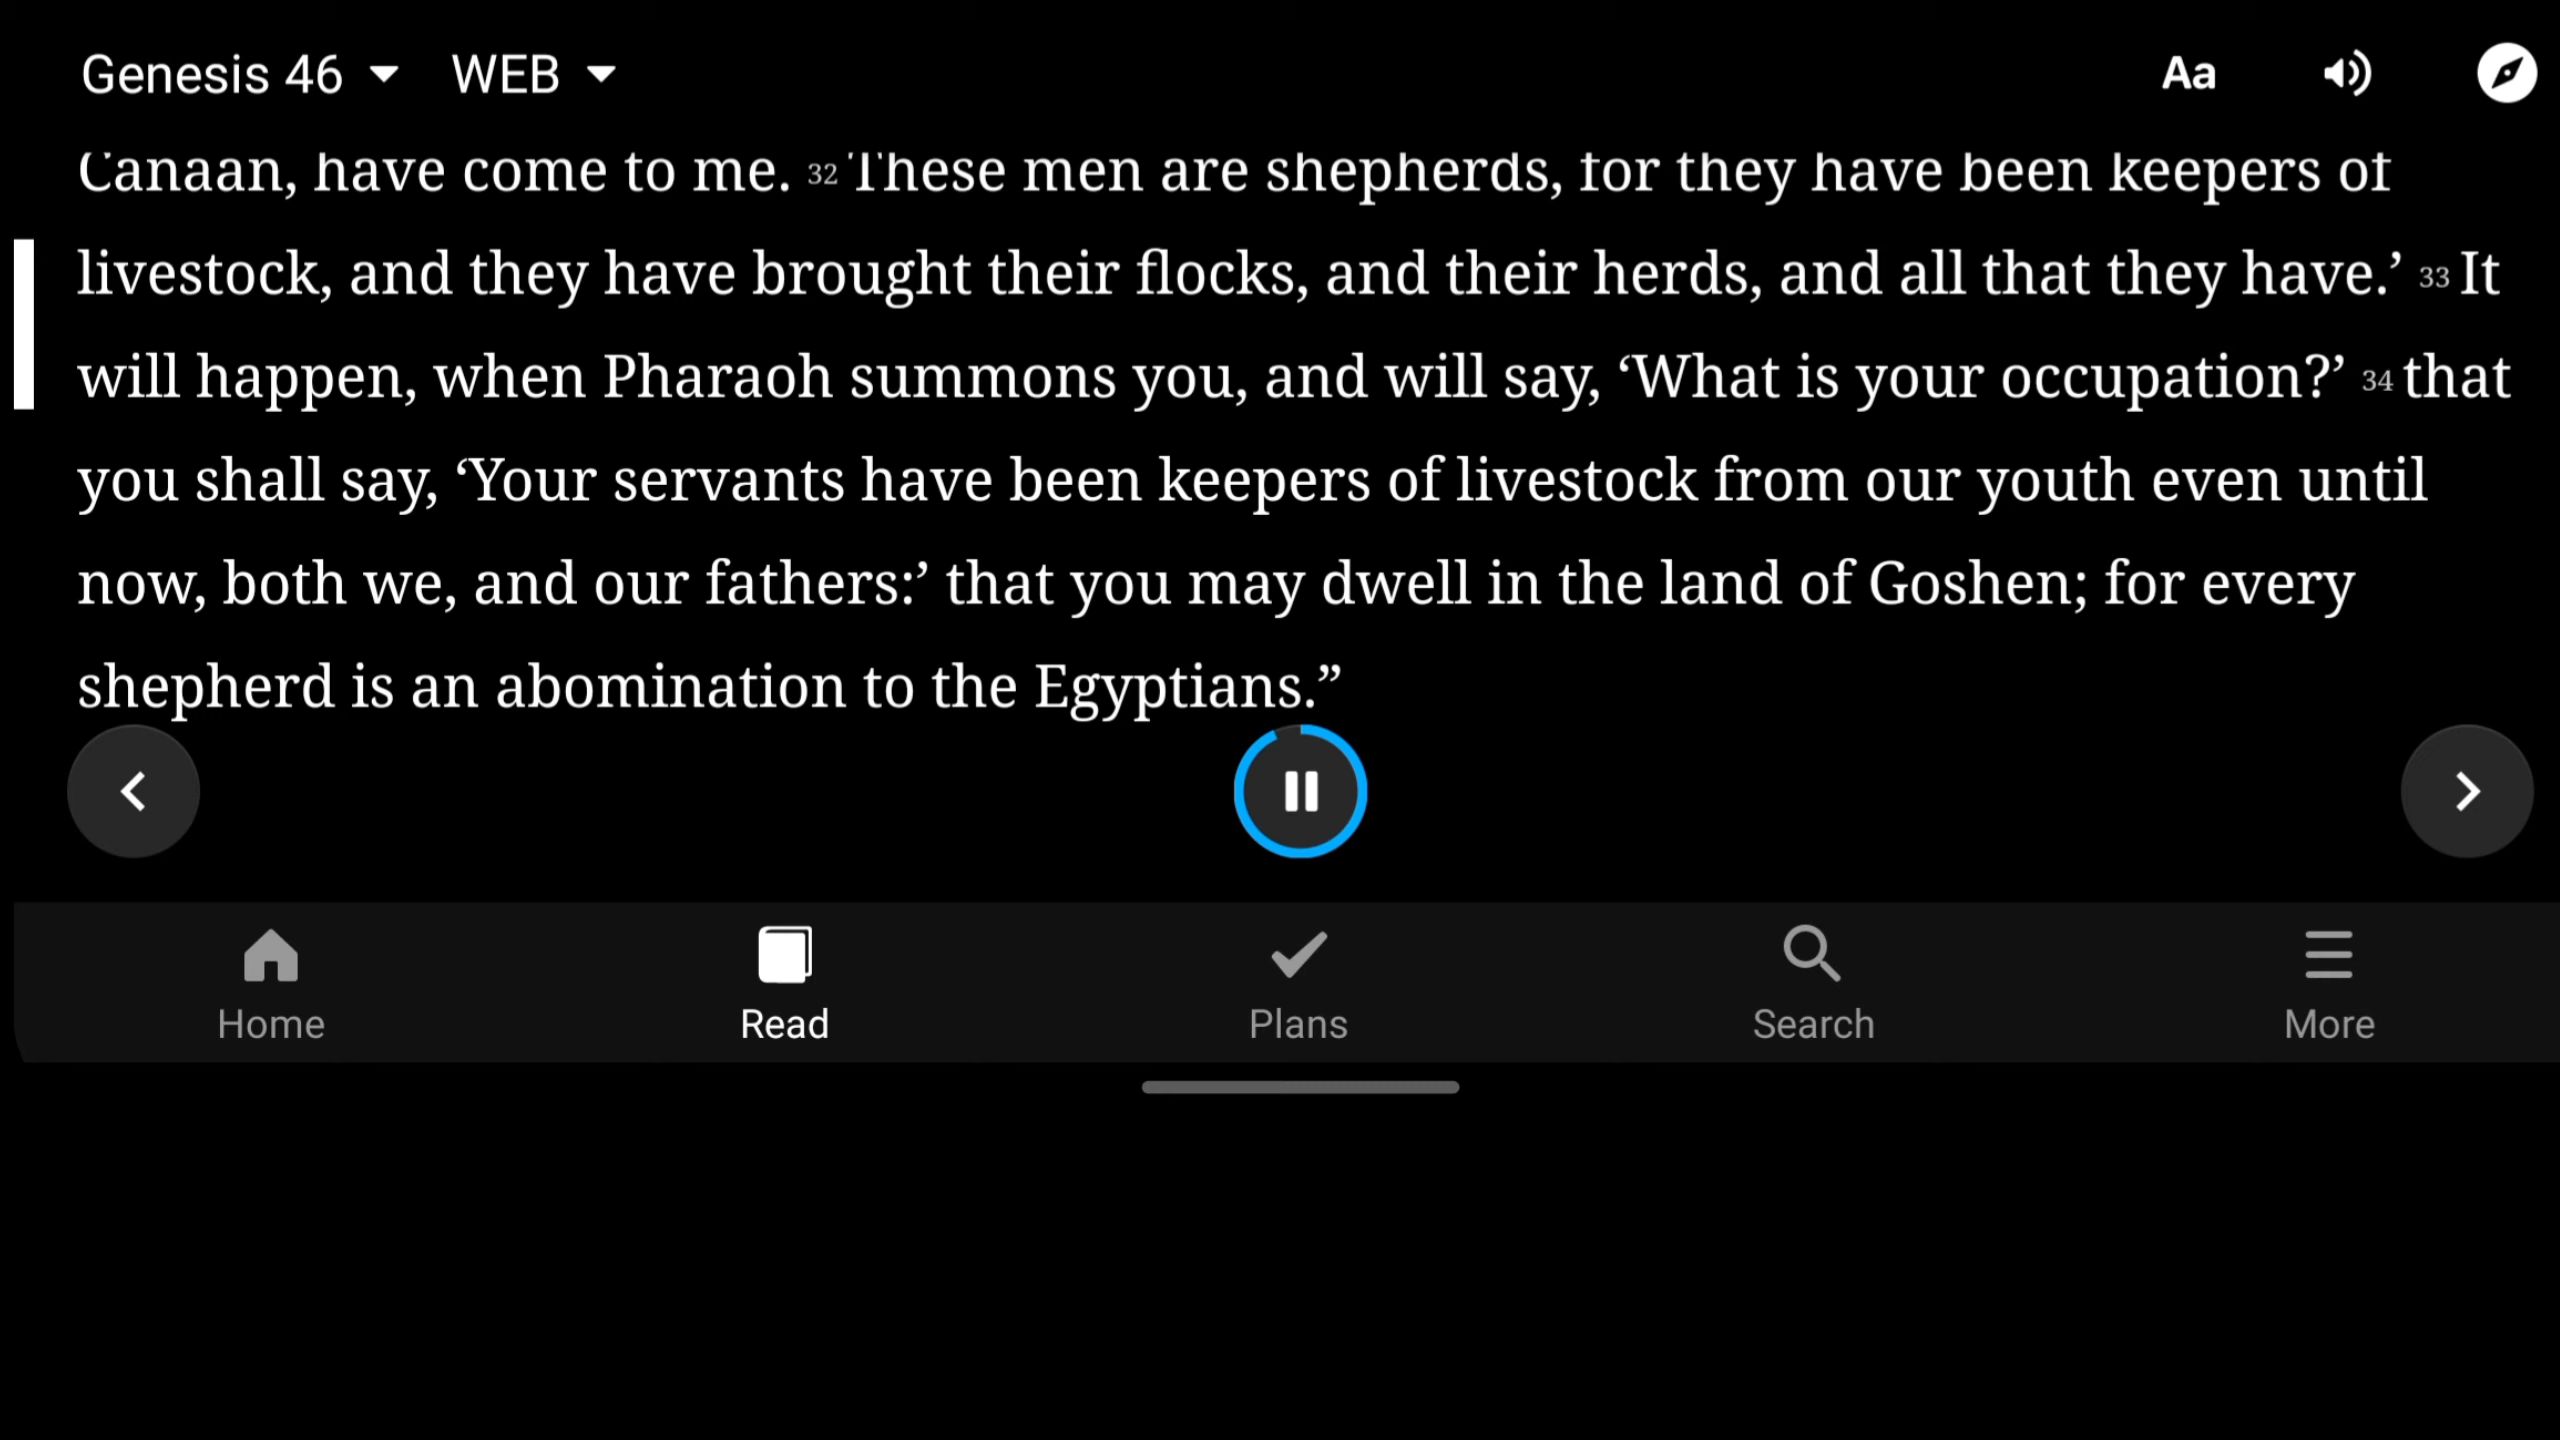 Genesis 46 WEB Aa
Canaan, have come to me. 32 These men are shepherds, for they have been keepers of
livestock, and they have brought their flocks, and their herds, and all that they have.’ 33 It
will happen, when Pharaoh summons you, and will say, ‘What is your occupation?’ 34 that
you shall say, ‘Your servants have been keepers of livestock from our youth even until
now, both we, and our fathers:’ that you may dwell in the land of Goshen; for every
shepherd is an abomination to the Egyptians.”
Home Read Plans Search More